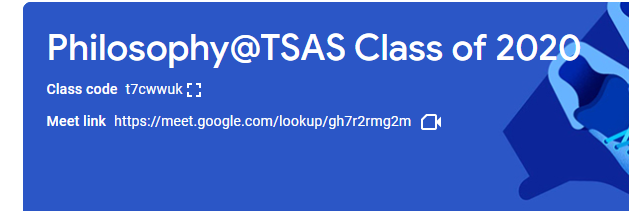 Philosophy@TSAS Class of 2020
Class code t7cwwuk
Meet link https://meet.google.com/lookup/gh7r2rmg2m